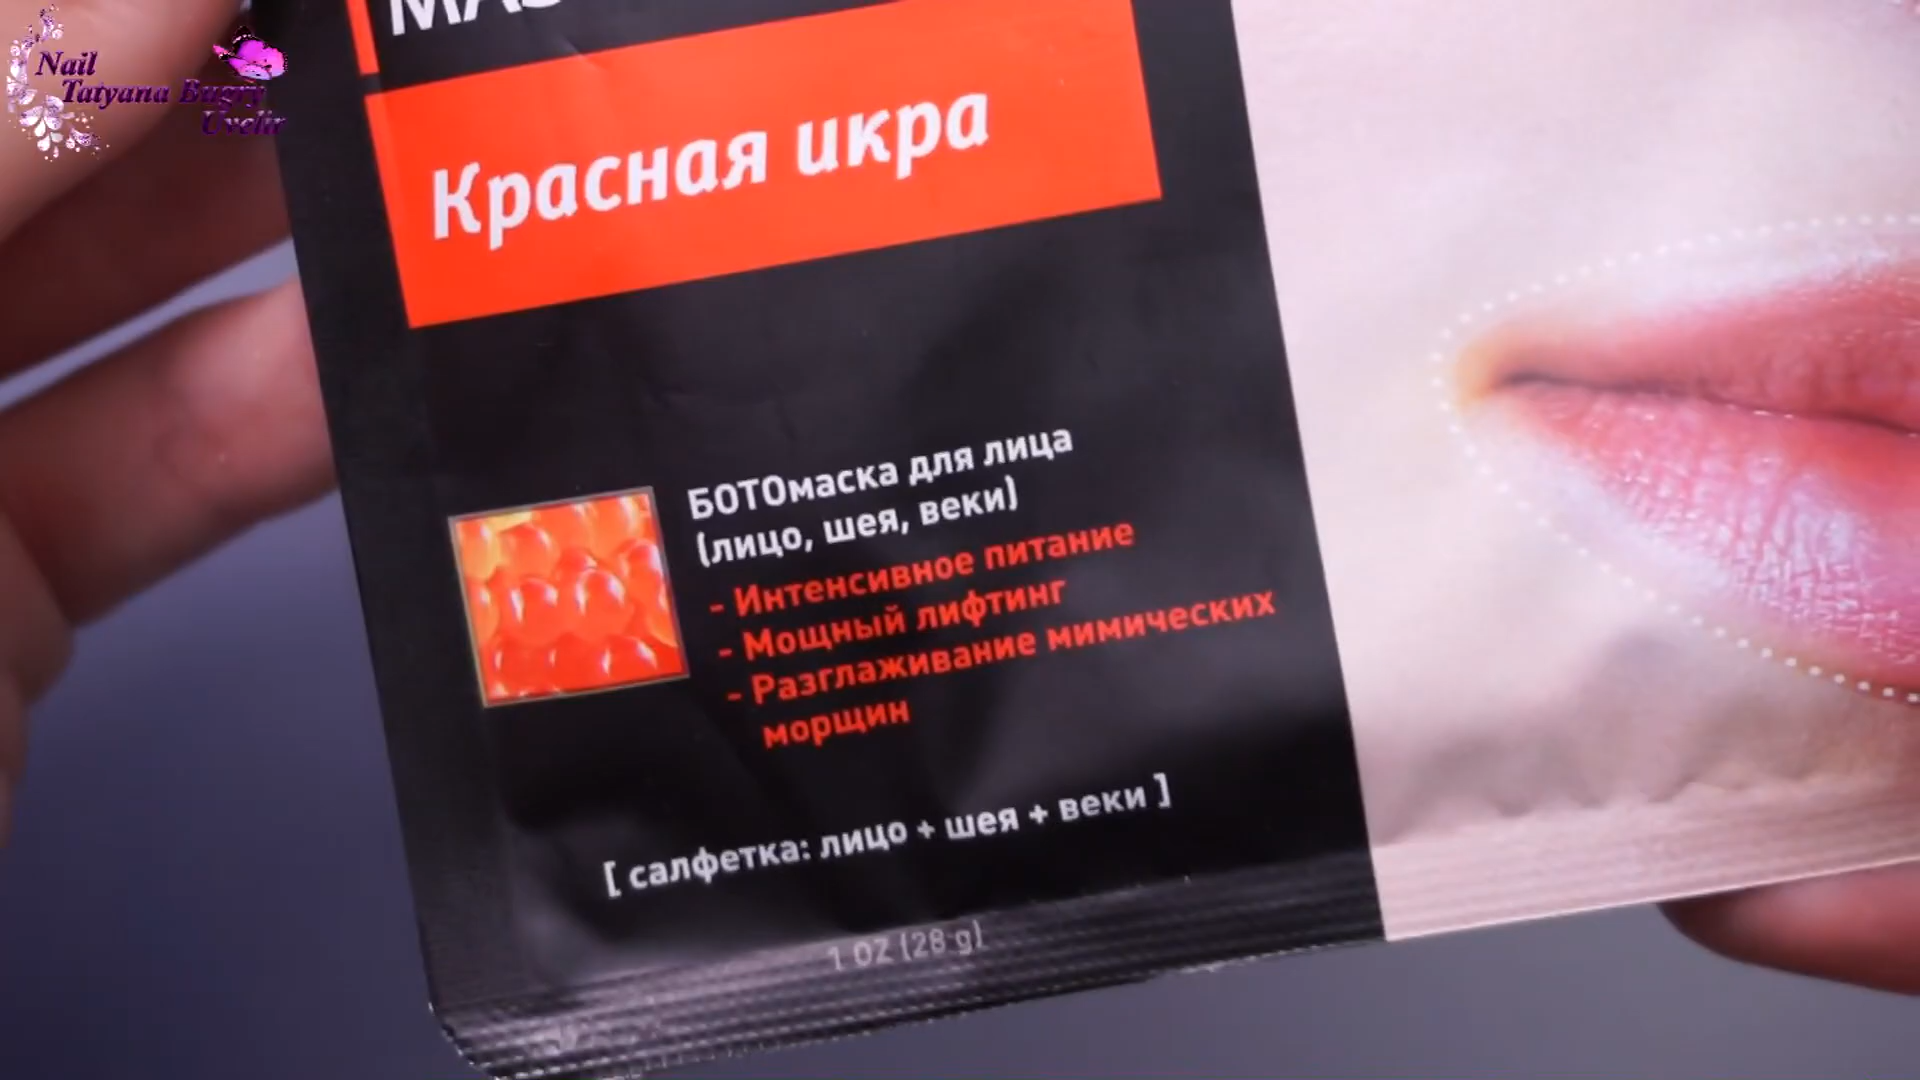 Nail
Tatyana Bugry
Uvelir
Красная икра
БОТОмаска для лица
(лицо, шея, веки)
- Интенсивное питание
- Мощный лифтинг
- Разглаживание мимических
морщин
[ салфетка: лицо + шея + веки ]
1 OZ (28 g)